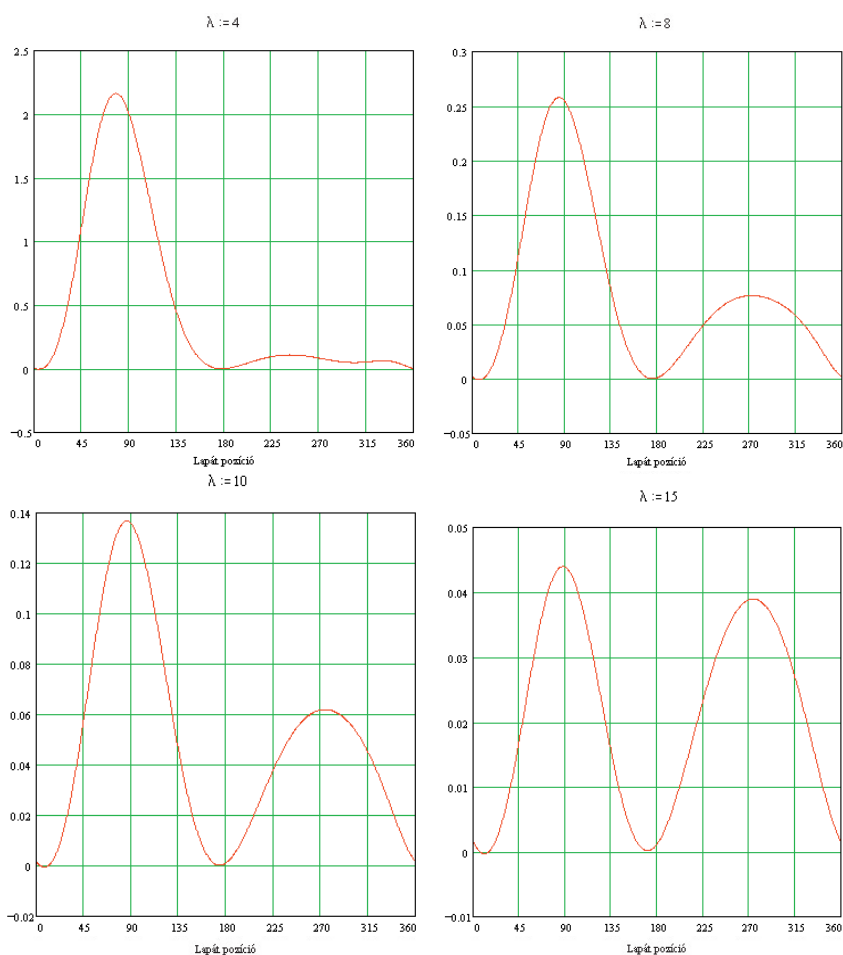 λ := 4
2.5
2
1.5
1
0.5
0
−0.5
0 45 90 135 180 225 270 315 360
Lapát pozíció
λ := 8
0.3
0.25
0.2
0.15
0.1
0.05
0
−0.05
0 45 90 135 180 225 270 315 360
Lapát pozíció
λ := 10
0.14
0.12
0.1
0.08
0.06
0.04
0.02
0
−0.02
0 45 90 135 180 225 270 315 360
Lapát pozíció
λ := 15
0.05
0.04
0.03
0.02
0.01
0
−0.01
0 45 90 135 180 225 270 315 360
Lapát pozíció